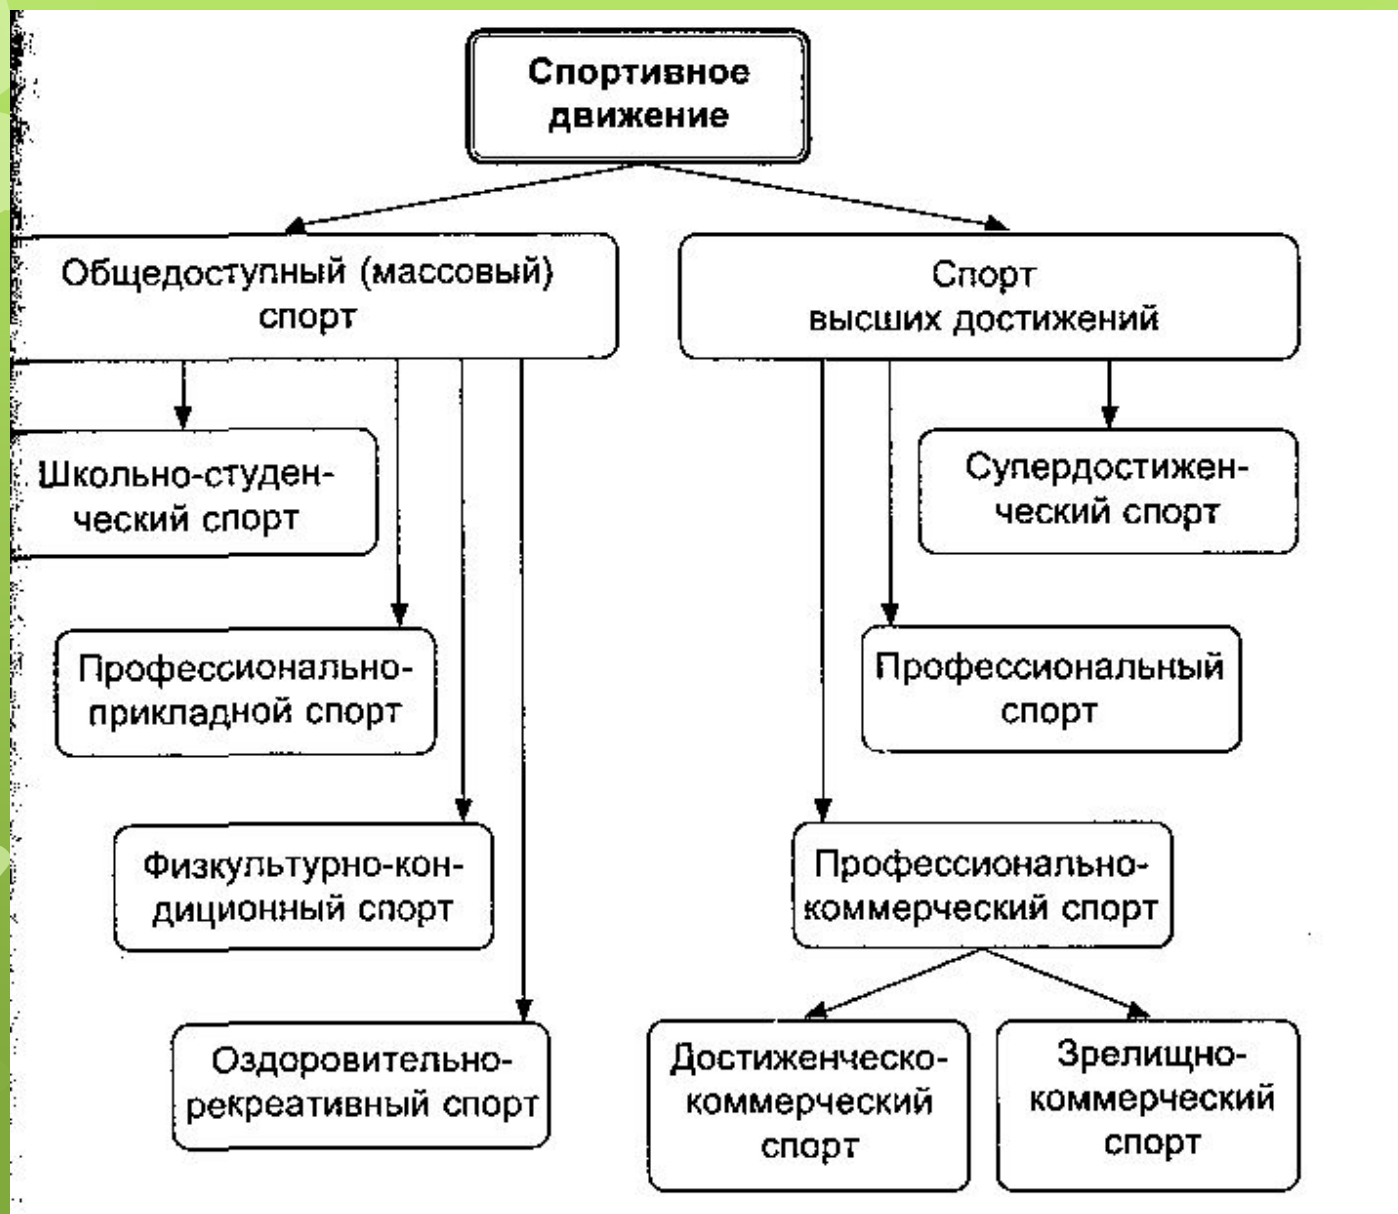 Спортивное
движение
Общедоступный (массовый)
спорт
Спорт
высших достижений
Школьно-студен-
ческий спорт
Супердостижен-
ческий спорт
Профессионально-
прикладной спорт
Профессиональный
спорт
Физкультурно-кон-
диционный спорт
Профессионально-
коммерческий спорт
Оздоровительно-
рекреативный спорт
Достиженческо-
коммерческий
спорт
Зрелищно-
коммерческий
спорт